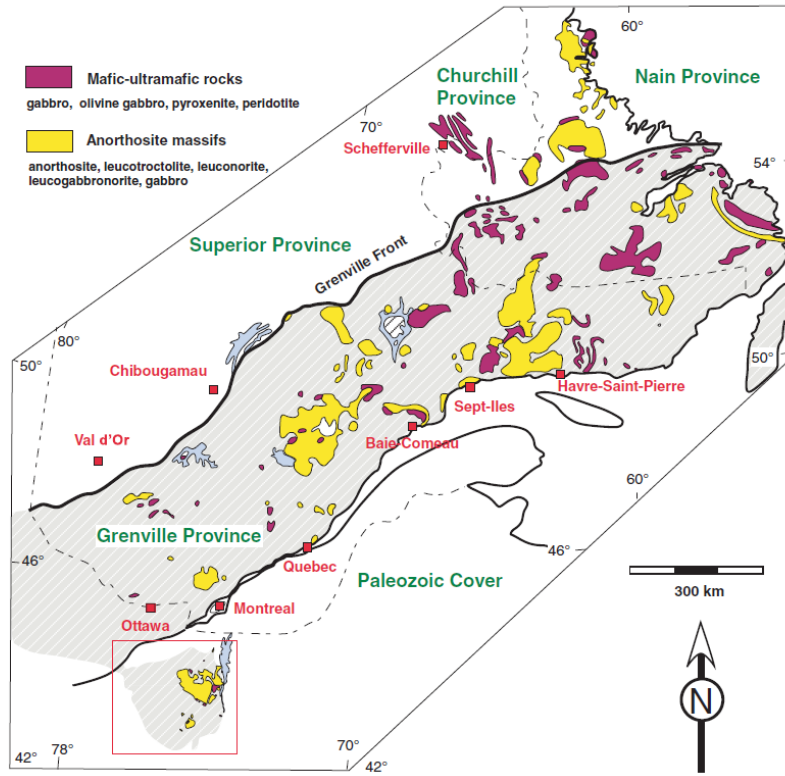 60°
Mafic-ultramafic rocks
gabbro, olivine gabbro, pyroxenite, peridotite
Churchill
Province
Nain Province
70°
Anorthosite massifs
anorthosite, leucotroctolite, leuconorite,
leucogabbronorite, gabbro
Schefferville
54°
Superior Province
Grenville Front
80°
50°
50°
Chibougamau
Havre-Saint-Pierre
Sept-Iles
Val d'Or
Baie-Comeau
60°
Grenville Province
46°
46°
Quebec
Paleozoic Cover
300 km
Montreal
Ottawa
N
42°
78°
70°
42°